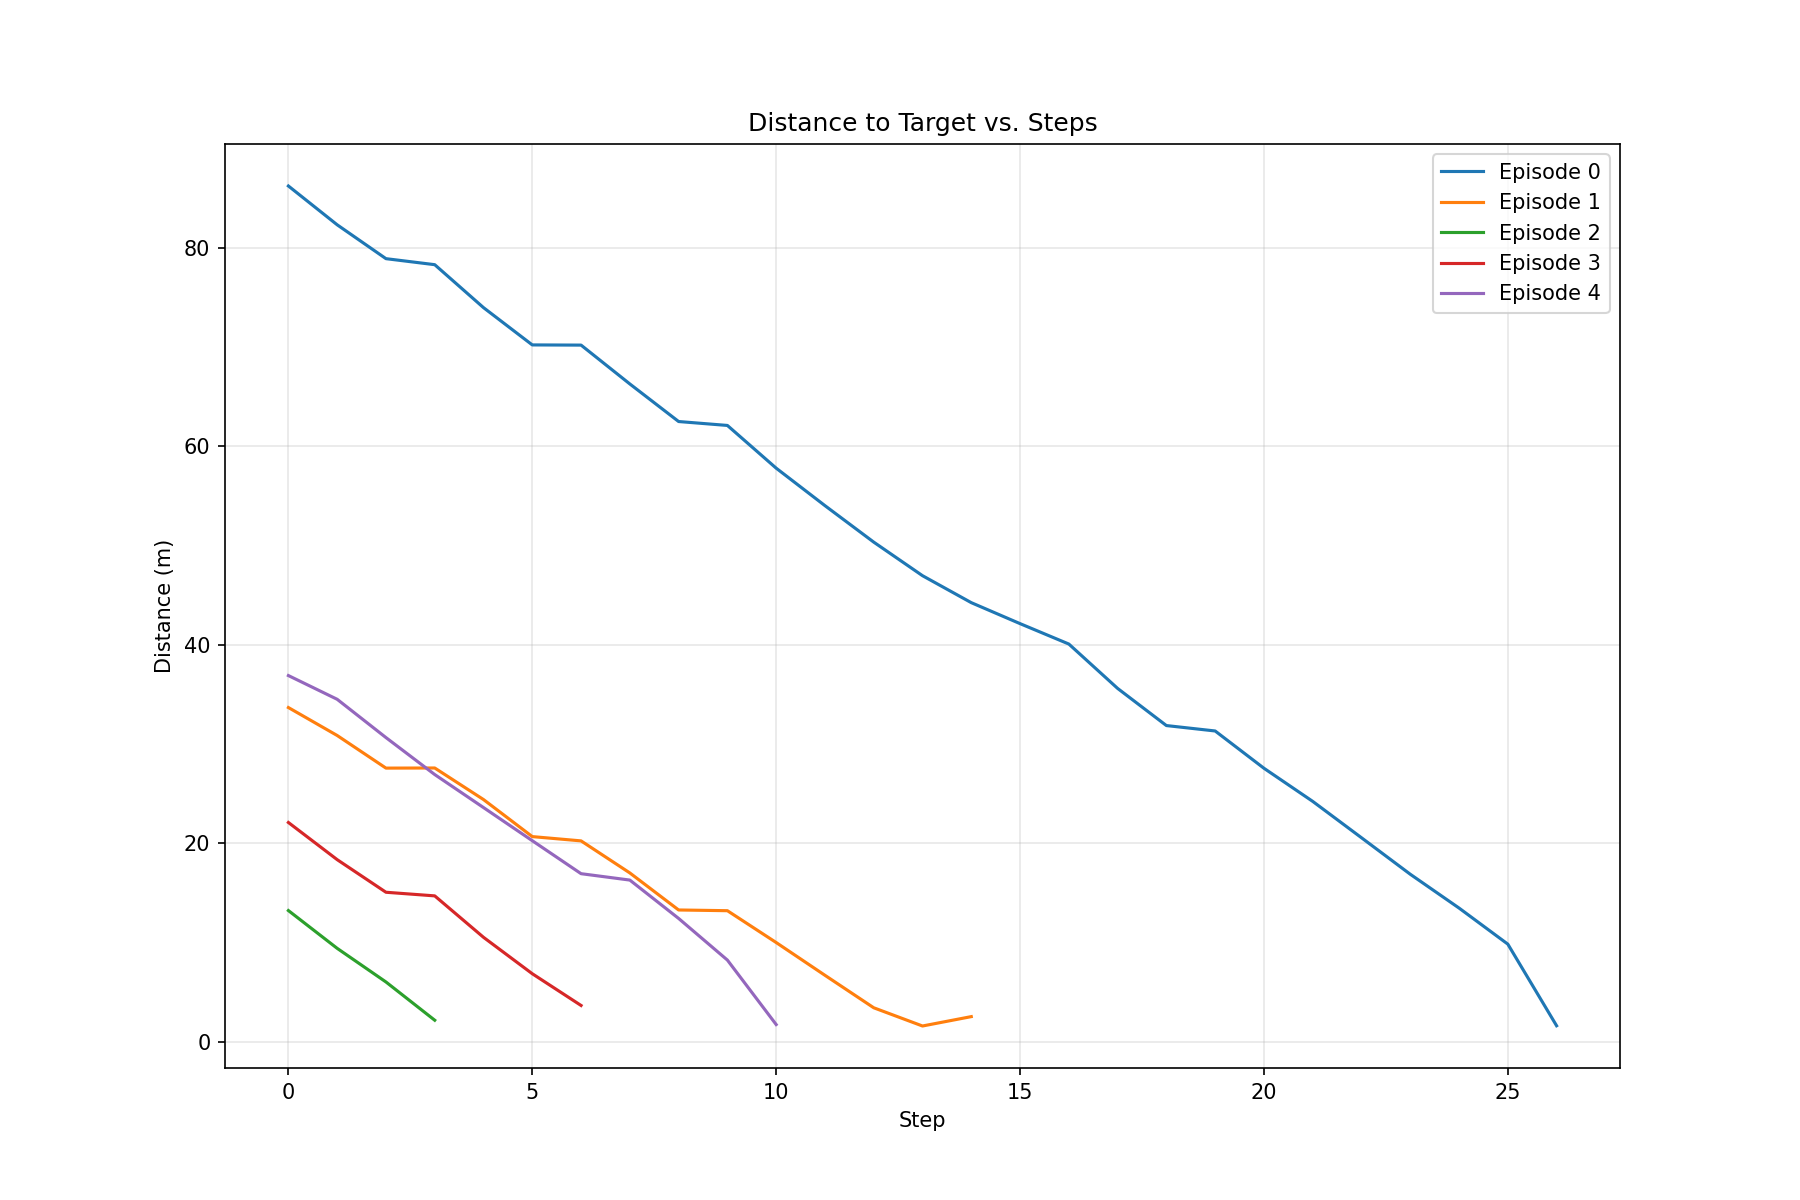 Distance to Target vs. Steps
Episode 0
Episode 1
Episode 2
Episode 3
Episode 4
Distance (m)
80
60
40
20
0
0 5 10 15 20 25
Step